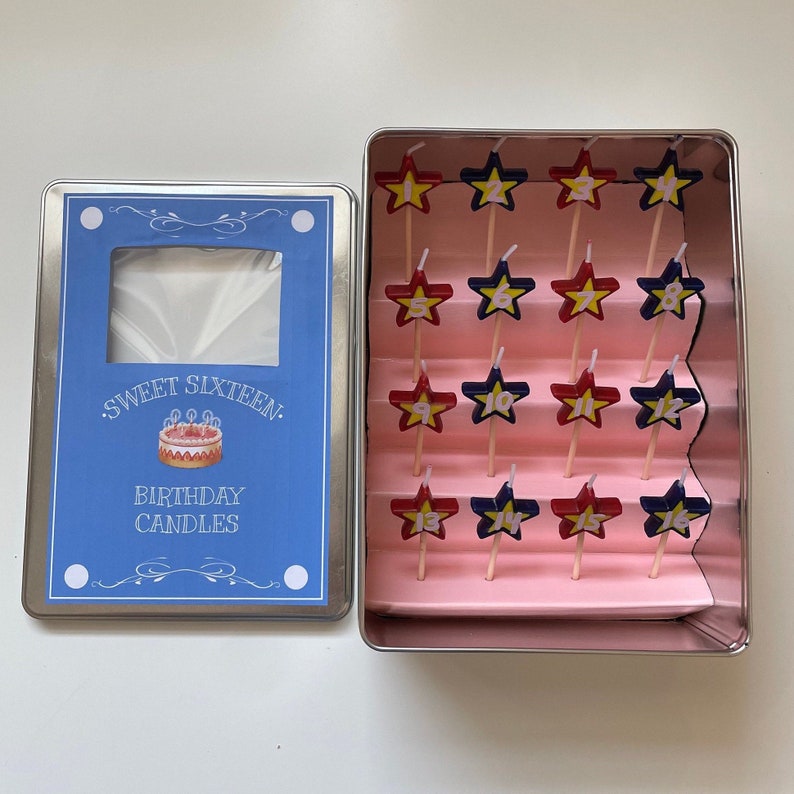 ·SWEET SIXTEEN·
BIRTHDAY
CANDLES
1 2 3 4
5 6 7 8
9 10 11 12
13 14 15 16